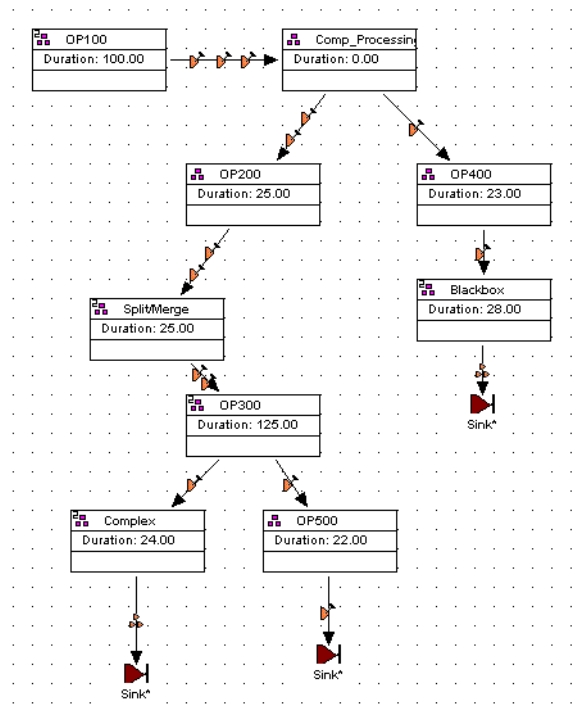 OP100
Duration: 100.00
Comp_Processing
Duration: 0.00
OP200
Duration: 25.00
OP400
Duration: 23.00
Split/Merge
Duration: 25.00
Blackbox
Duration: 28.00
OP300
Duration: 125.00
Sink*
Complex
Duration: 24.00
OP500
Duration: 22.00
Sink*
Sink*